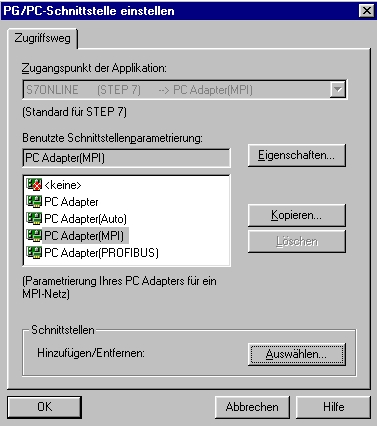 PG/PC-Schnittstelle einstellen
Zugriffsweg
Zugangspunkt der Applikation:
S7ONLINE (STEP 7) --> PC Adapter(MPI)
(Standard für STEP 7)
Benutzte Schnittstellenparametrierung:
PC Adapter(MPI)
Eigenschaften...
<keine>
PC Adapter
PC Adapter(Auto)
PC Adapter(MPI)
PC Adapter(PROFIBUS)
Kopieren...
Löschen
(Parametrierung Ihres PC Adapters für ein
MPI-Netz)
Schnittstellen
Hinzufügen/Entfernen:
Auswählen...
OK
Abbrechen
Hilfe